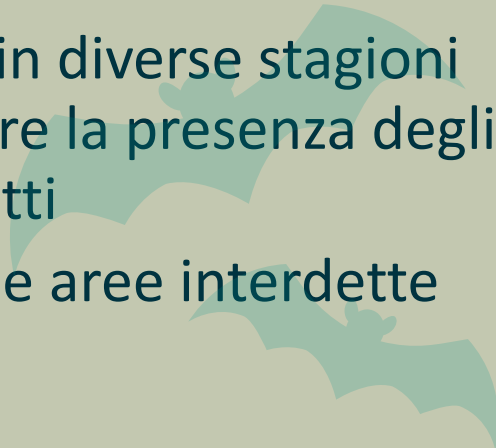 in diverse stagioni
re la presenza degli
tti
e aree interdette